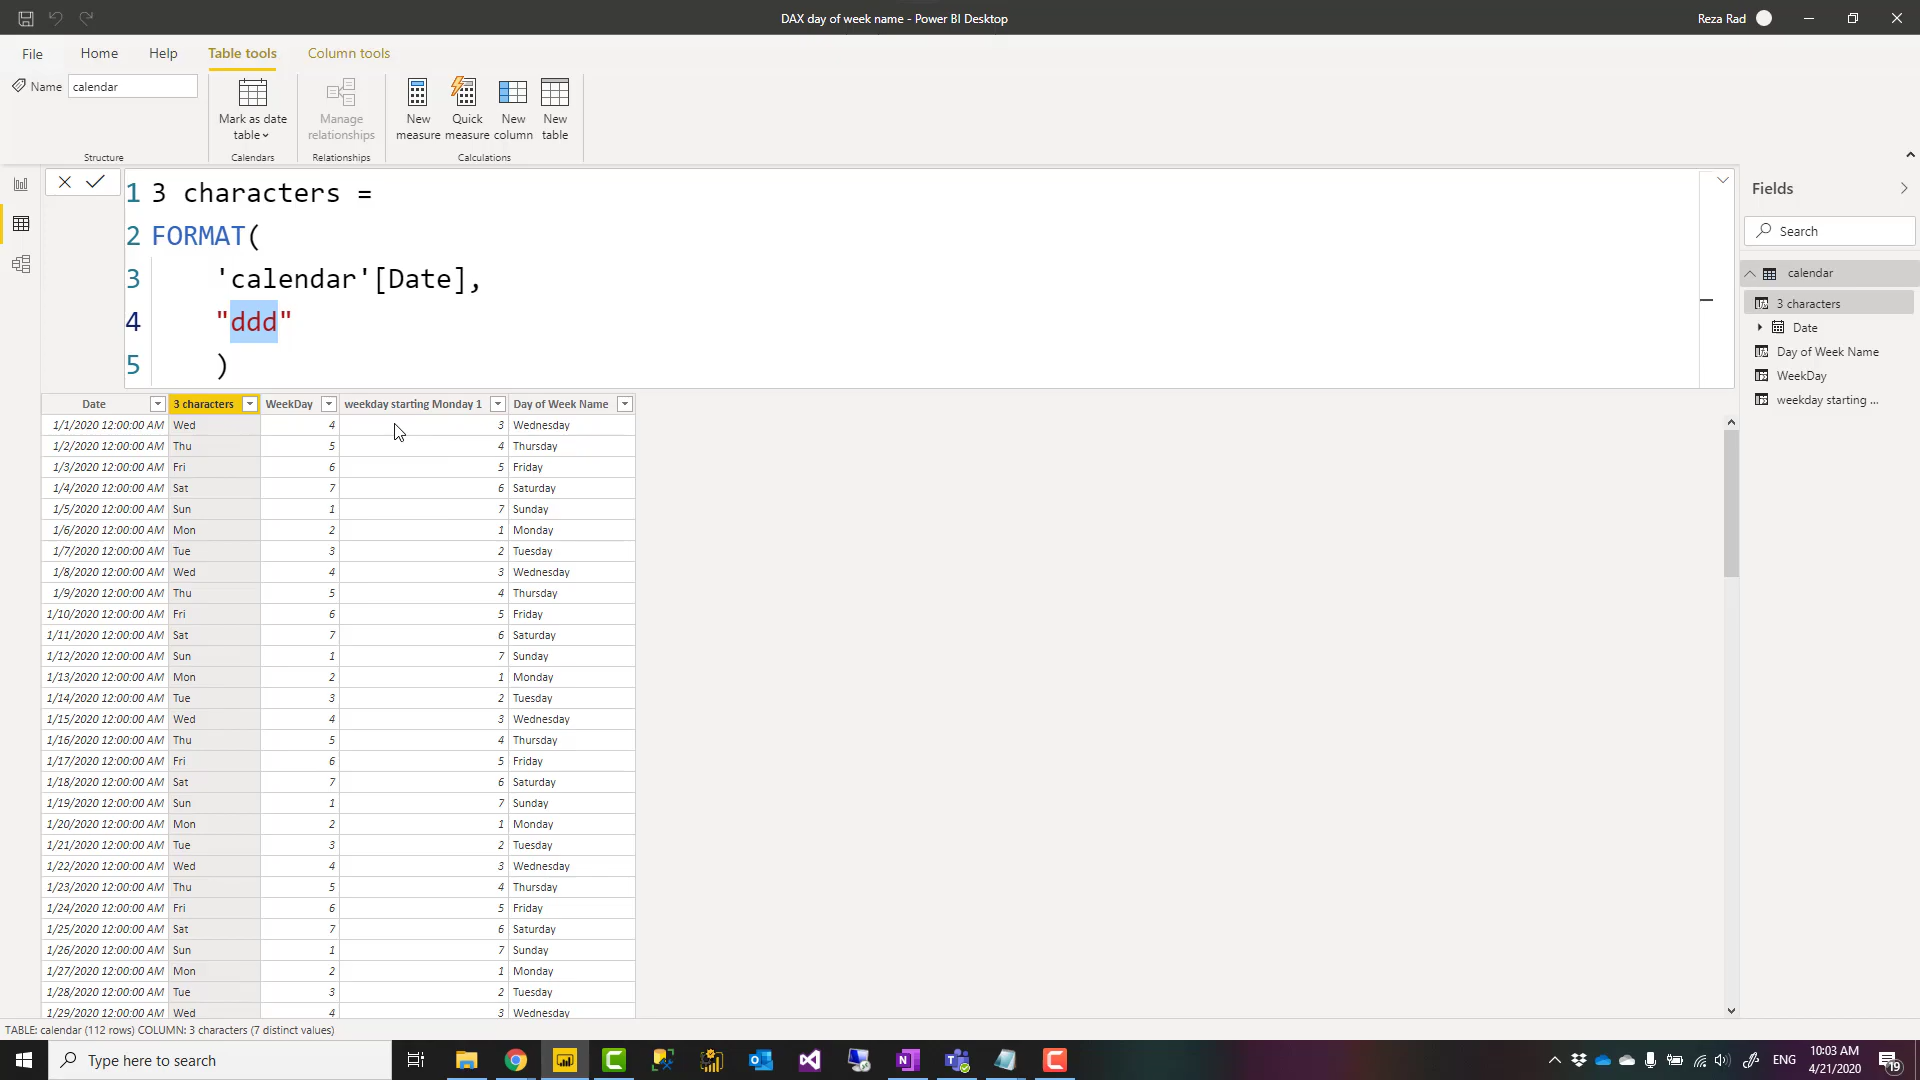 DAX day of week name - Power BI Desktop
Reza Rad
File Home Help Table tools Column tools
Name calendar
Mark as date table
Manage relationships
New measure
Quick measure
New column
New table
Structure Calendars Relationships Calculations
1 3 characters =
2 FORMAT(
3 'calendar'[Date],
4 "ddd"
5 )
Fields
Search
calendar
3 characters
Date
Day of Week Name
WeekDay
weekday starting ...
Date 3 characters WeekDay weekday starting Monday 1 Day of Week Name
1/1/2020 12:00:00 AM Wed 4 3 Wednesday
1/2/2020 12:00:00 AM Thu 5 4 Thursday
1/3/2020 12:00:00 AM Fri 6 5 Friday
1/4/2020 12:00:00 AM Sat 7 6 Saturday
1/5/2020 12:00:00 AM Sun 1 7 Sunday
1/6/2020 12:00:00 AM Mon 2 1 Monday
1/7/2020 12:00:00 AM Tue 3 2 Tuesday
1/8/2020 12:00:00 AM Wed 4 3 Wednesday
1/9/2020 12:00:00 AM Thu 5 4 Thursday
1/10/2020 12:00:00 AM Fri 6 5 Friday
1/11/2020 12:00:00 AM Sat 7 6 Saturday
1/12/2020 12:00:00 AM Sun 1 7 Sunday
1/13/2020 12:00:00 AM Mon 2 1 Monday
1/14/2020 12:00:00 AM Tue 3 2 Tuesday
1/15/2020 12:00:00 AM Wed 4 3 Wednesday
1/16/2020 12:00:00 AM Thu 5 4 Thursday
1/17/2020 12:00:00 AM Fri 6 5 Friday
1/18/2020 12:00:00 AM Sat 7 6 Saturday
1/19/2020 12:00:00 AM Sun 1 7 Sunday
1/20/2020 12:00:00 AM Mon 2 1 Monday
1/21/2020 12:00:00 AM Tue 3 2 Tuesday
1/22/2020 12:00:00 AM Wed 4 3 Wednesday
1/23/2020 12:00:00 AM Thu 5 4 Thursday
1/24/2020 12:00:00 AM Fri 6 5 Friday
1/25/2020 12:00:00 AM Sat 7 6 Saturday
1/26/2020 12:00:00 AM Sun 1 7 Sunday
1/27/2020 12:00:00 AM Mon 2 1 Monday
1/28/2020 12:00:00 AM Tue 3 2 Tuesday
1/29/2020 12:00:00 AM Wed 4 3 Wednesday
TABLE: calendar (112 rows) COLUMN: 3 characters (7 distinct values)
Type here to search
ENG
10:03 AM
4/21/2020
19